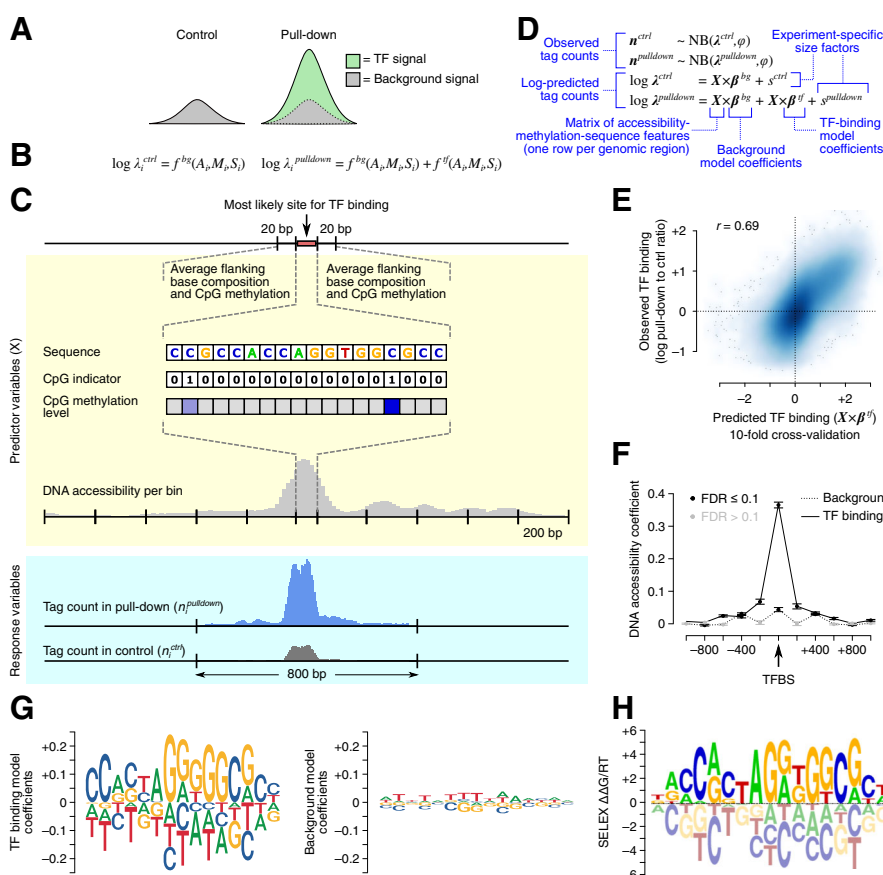 A
Control
Pull-down
= TF signal
= Background signal
B
log λᵢ^ctrl = f^bg(Aᵢ,Mᵢ,Sᵢ)
log λᵢ^pulldown = f^bg(Aᵢ,Mᵢ,Sᵢ) + f^tf(Aᵢ,Mᵢ,Sᵢ)
C
Most likely site for TF binding
20 bp
20 bp
Average flanking
base composition
and CpG methylation
Average flanking
base composition
and CpG methylation
Predictor variables (X)
Sequence
C C G C C A C C A G G T G G C G C C
CpG indicator
0 1 0 0 0 0 0 0 0 0 0 0 0 0 1 0 0 0
CpG methylation
level
DNA accessibility per bin
200 bp
Response variables
Tag count in pull-down (nᵢ^pulldown)
Tag count in control (nᵢ^ctrl)
800 bp
D
Observed
tag counts
n^ctrl ~ NB(λ^ctrl,φ)
n^pulldown ~ NB(λ^pulldown,φ)
Experiment-specific
size factors
Log-predicted
tag counts
log λ^ctrl = X×β^bg + s^ctrl
log λ^pulldown = X×β^bg + X×β^tf + s^pulldown
Matrix of accessibility-
methylation-sequence features
(one row per genomic region)
Background
model coefficients
TF-binding
model
coefficients
E
r = 0.69
Observed TF binding
(log pull-down to ctrl ratio)
+2
+1
0
−1
−2
0
+2
Predicted TF binding (X×β^tf)
10-fold cross-validation
F
DNA accessibility coefficient
0.4
0.3
0.2
0.1
0
FDR ≤ 0.1
FDR > 0.1
Background
TF binding
−800
−400
+400
+800
TFBS
G
TF binding model
coefficients
+0.2
+0.1
0
−0.1
−0.2
Background model
coefficients
+0.2
+0.1
0
−0.1
−0.2
H
SELEX ΔΔG/RT
+6
+4
+2
0
−2
−4